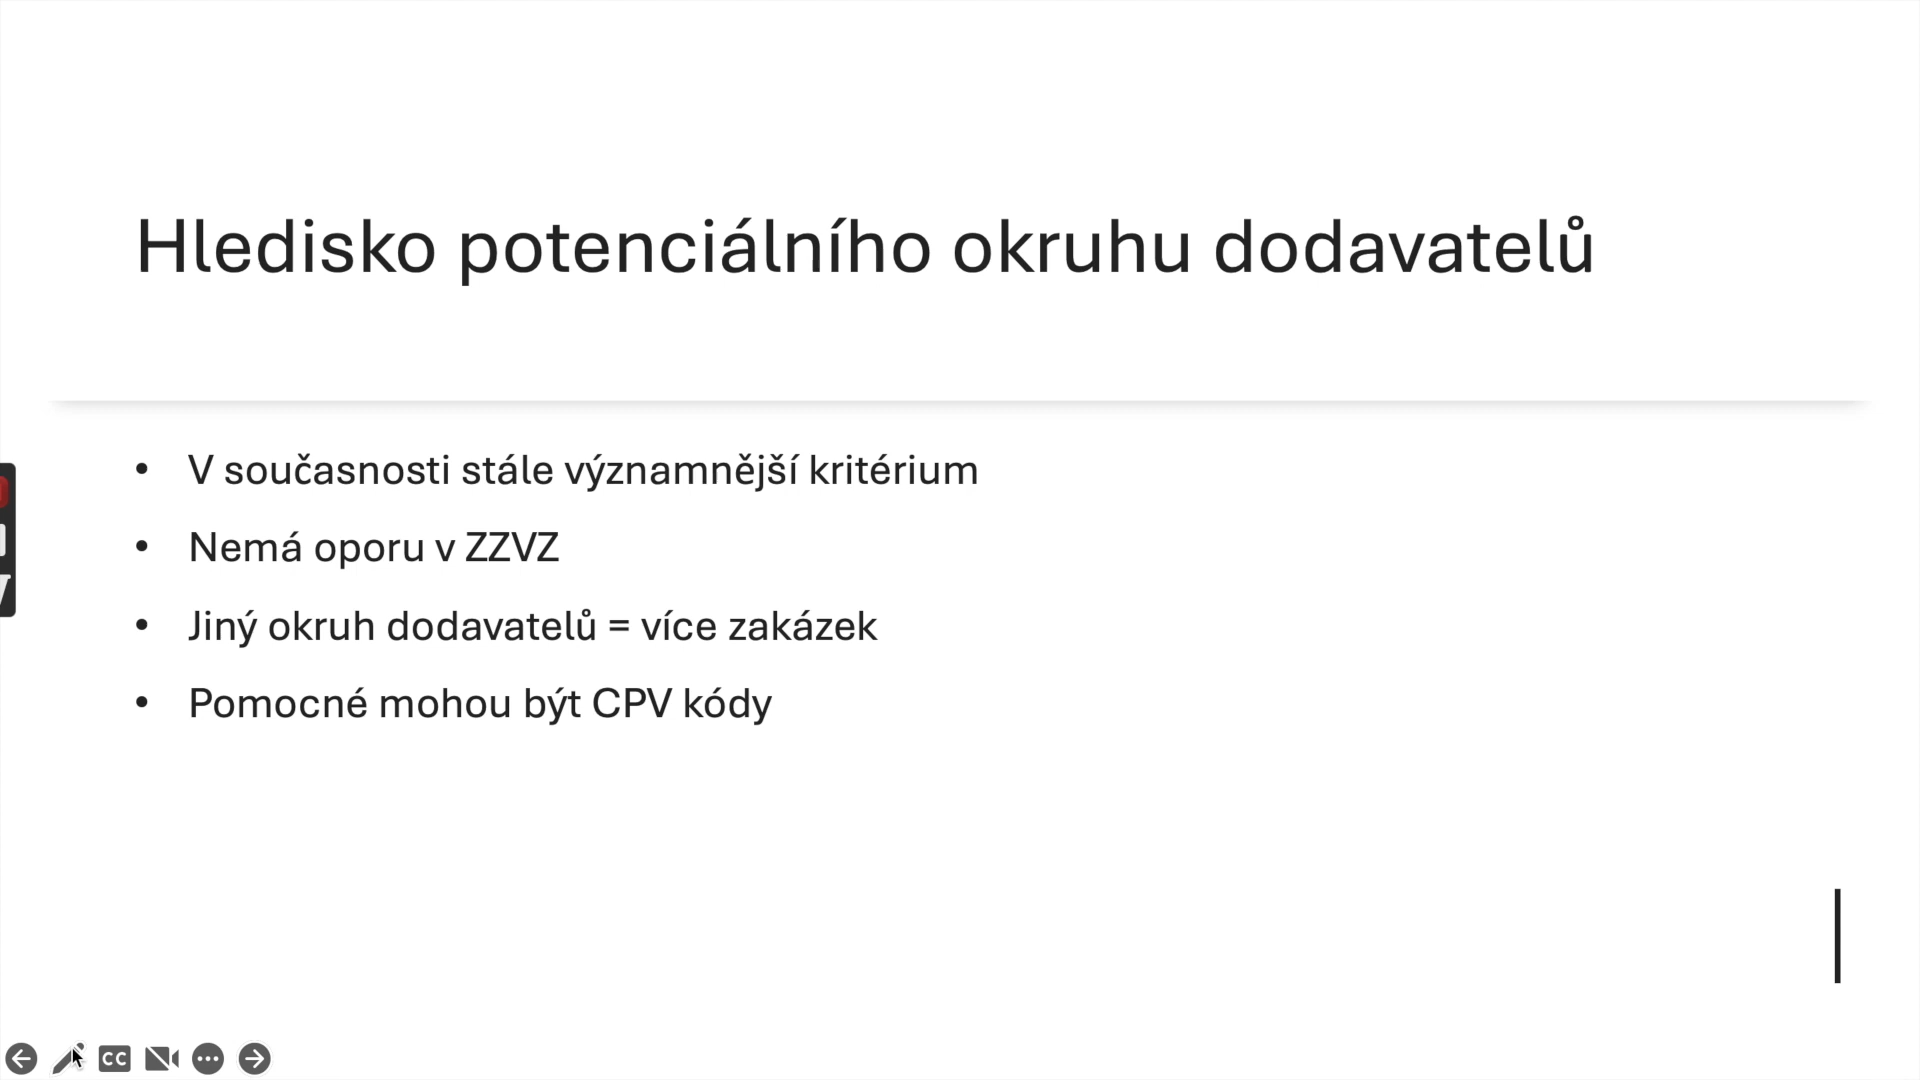 Hledisko potenciálního okruhu dodavatelů
• V současnosti stále významnější kritérium
• Nemá oporu v ZZVZ
• Jiný okruh dodavatelů = více zakázek
• Pomocné mohou být CPV kódy
CC